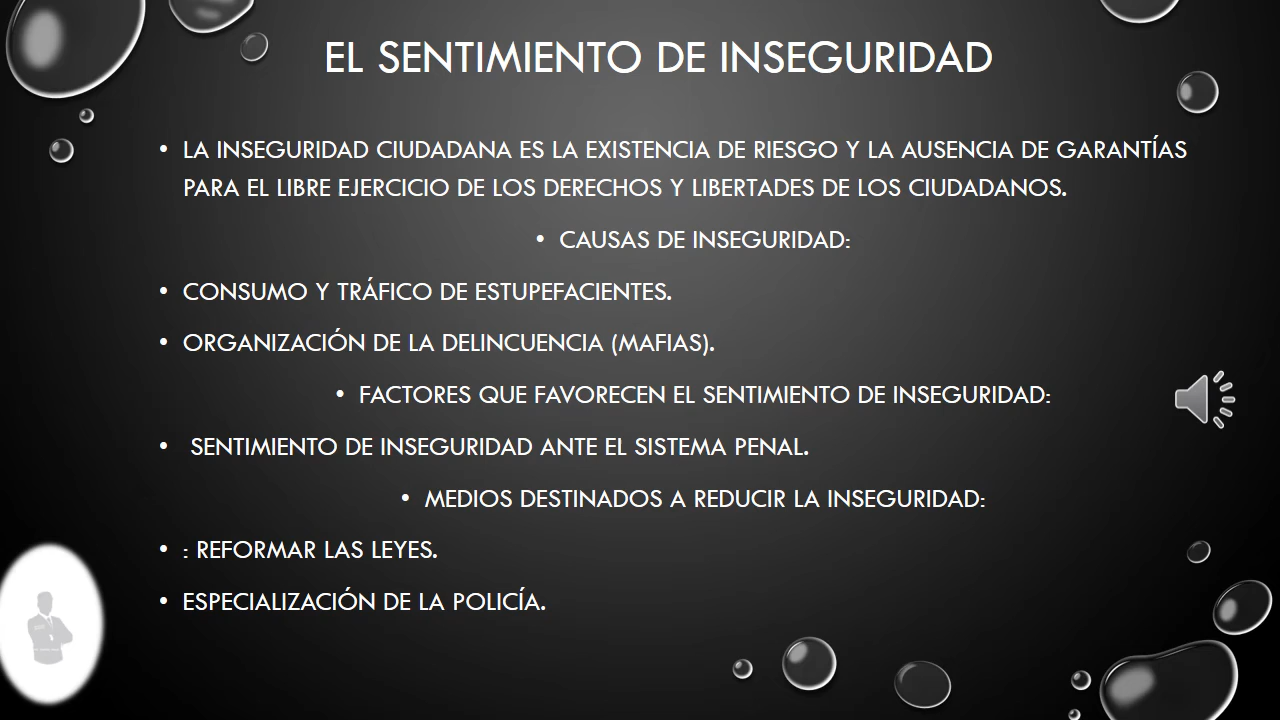 EL SENTIMIENTO DE INSEGURIDAD
• LA INSEGURIDAD CIUDADANA ES LA EXISTENCIA DE RIESGO Y LA AUSENCIA DE GARANTÍAS
PARA EL LIBRE EJERCICIO DE LOS DERECHOS Y LIBERTADES DE LOS CIUDADANOS.
• CAUSAS DE INSEGURIDAD:
• CONSUMO Y TRÁFICO DE ESTUPEFACIENTES.
• ORGANIZACIÓN DE LA DELINCUENCIA (MAFIAS).
• FACTORES QUE FAVORECEN EL SENTIMIENTO DE INSEGURIDAD:
• SENTIMIENTO DE INSEGURIDAD ANTE EL SISTEMA PENAL.
• MEDIOS DESTINADOS A REDUCIR LA INSEGURIDAD:
• : REFORMAR LAS LEYES.
• ESPECIALIZACIÓN DE LA POLICÍA.